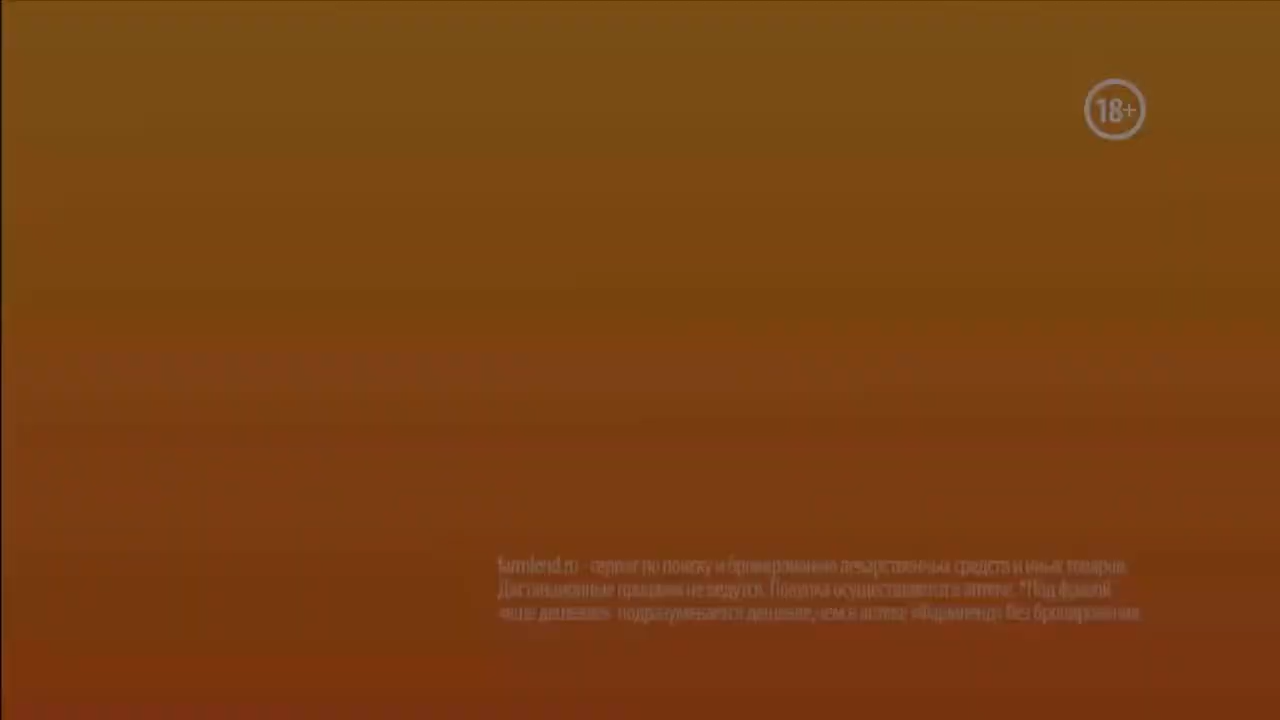 18+
farmlend.ru - сервис по поиску и бронированию лекарственных средств и иных товаров.
Дистанционные продажи не ведутся. Покупка осуществляется в аптеке. *Под фразой
«еще дешевле» подразумевается дешевле, чем в аптеке «Фармленд» без бронирования